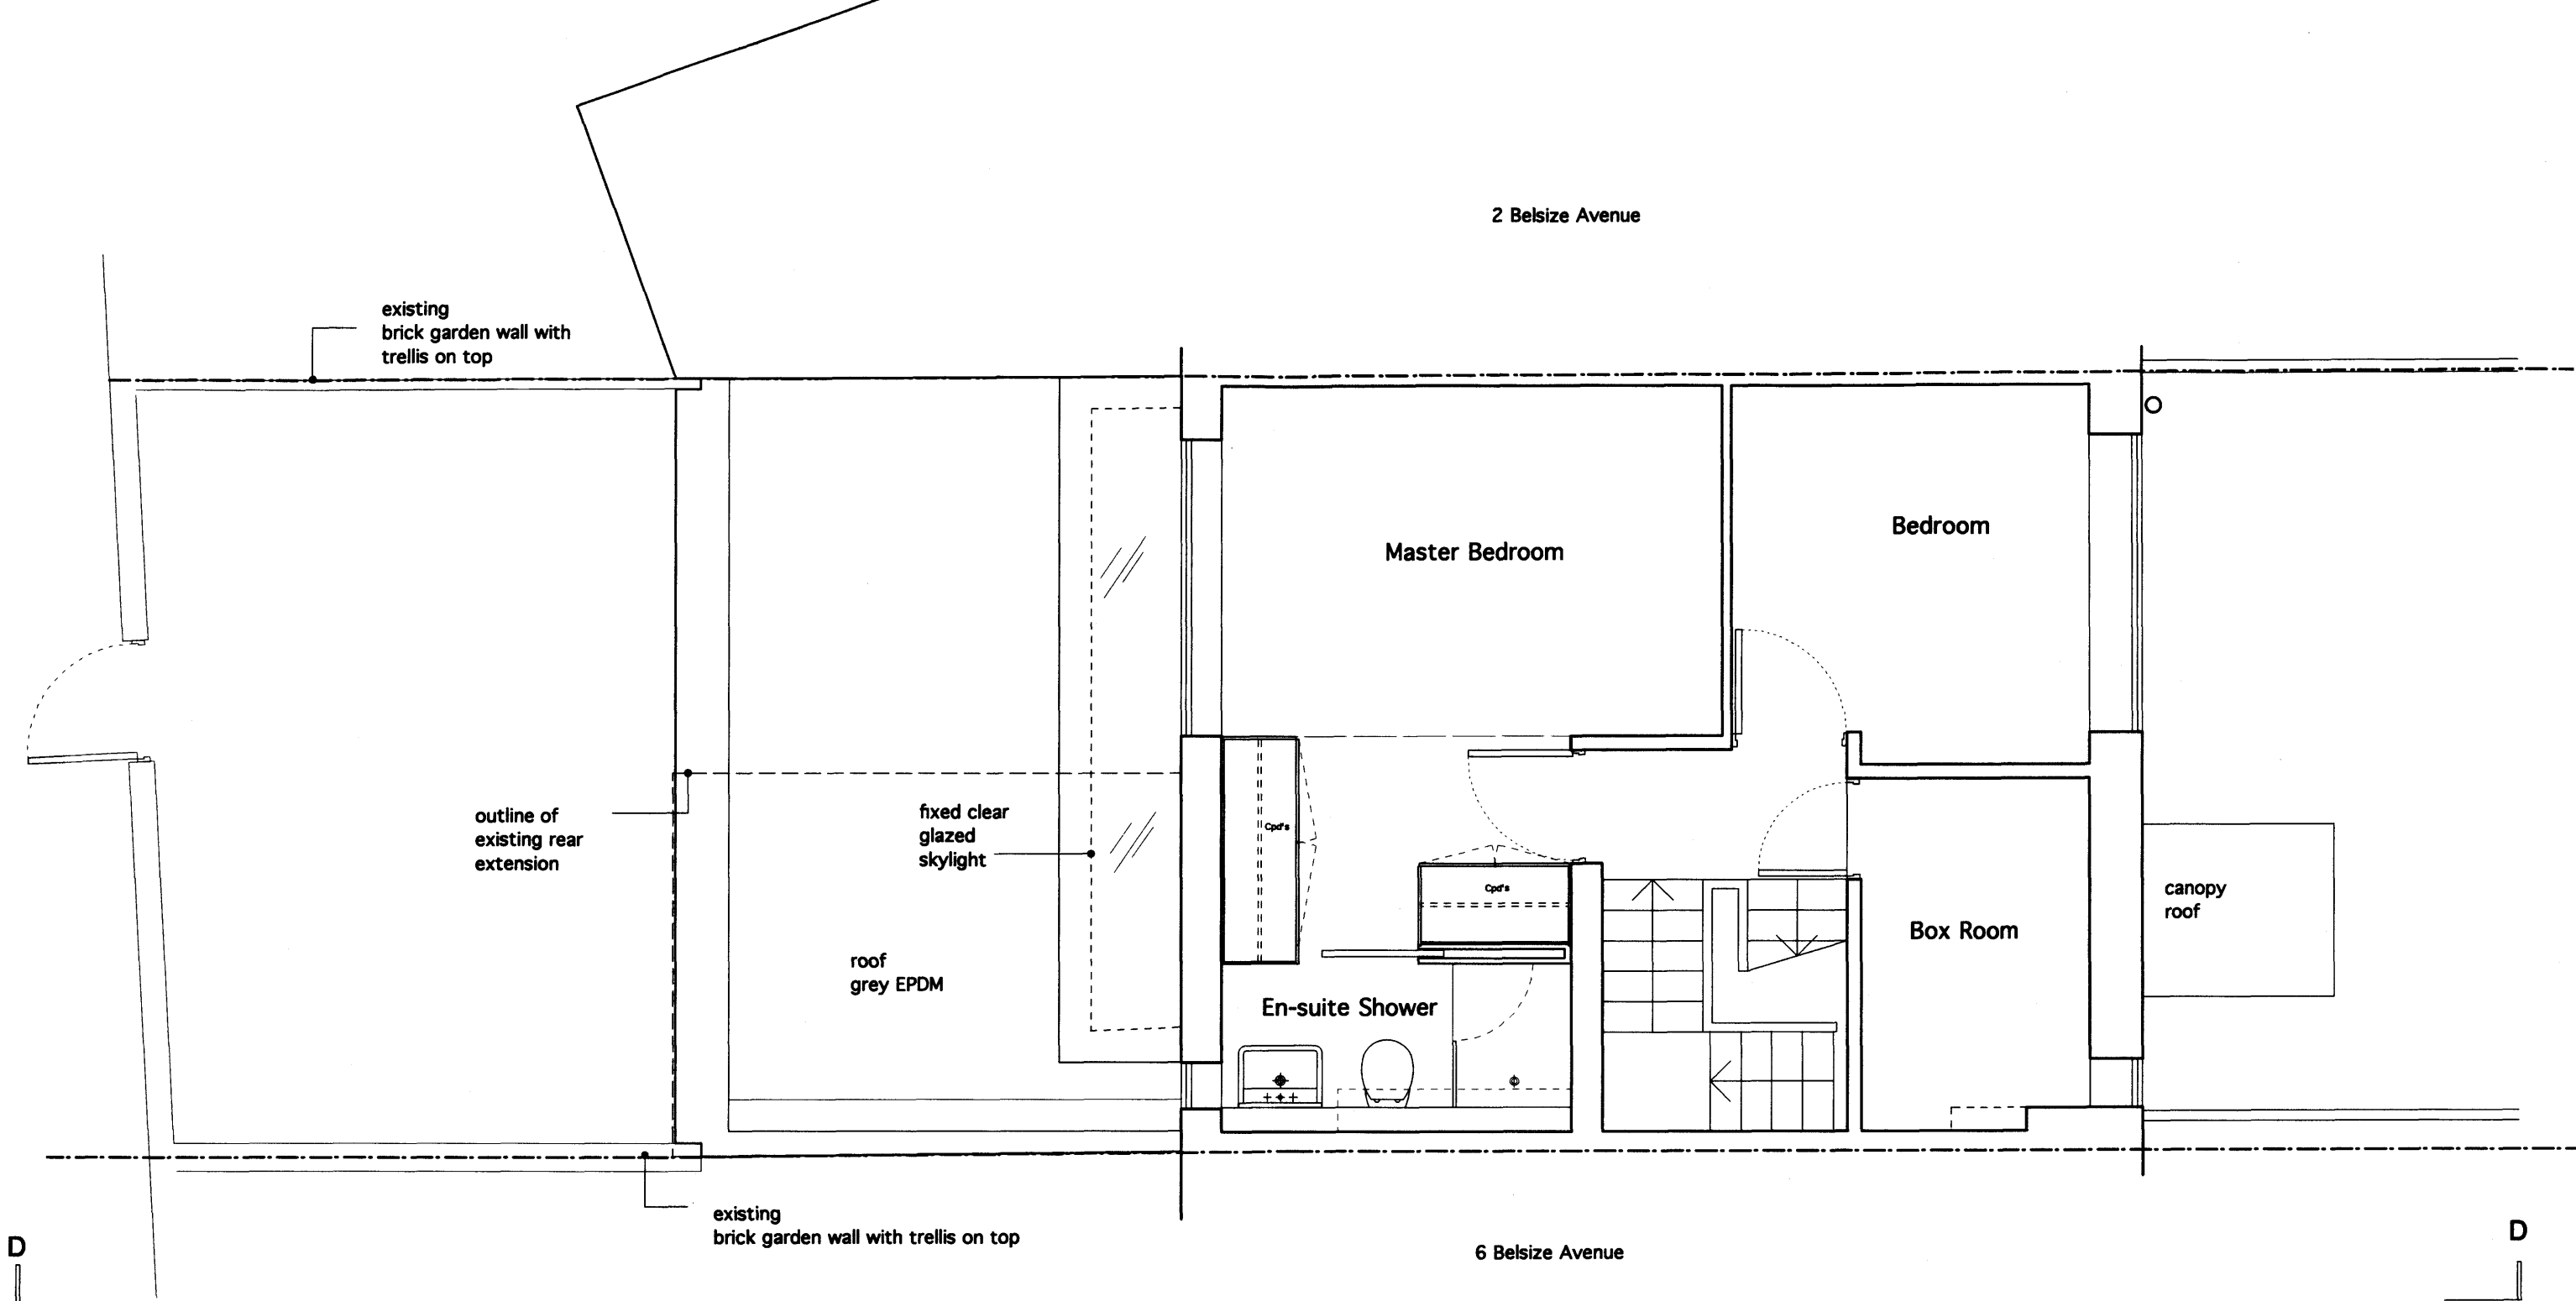 2 Belsize Avenue
existing
brick garden wall with
trellis on top
Master Bedroom
Bedroom
outline of
existing rear
extension
fixed clear
glazed
skylight
Cpd's
Cpd's
canopy
roof
Box Room
roof
grey EPDM
En-suite Shower
existing
brick garden wall with trellis on top
6 Belsize Avenue
D
D